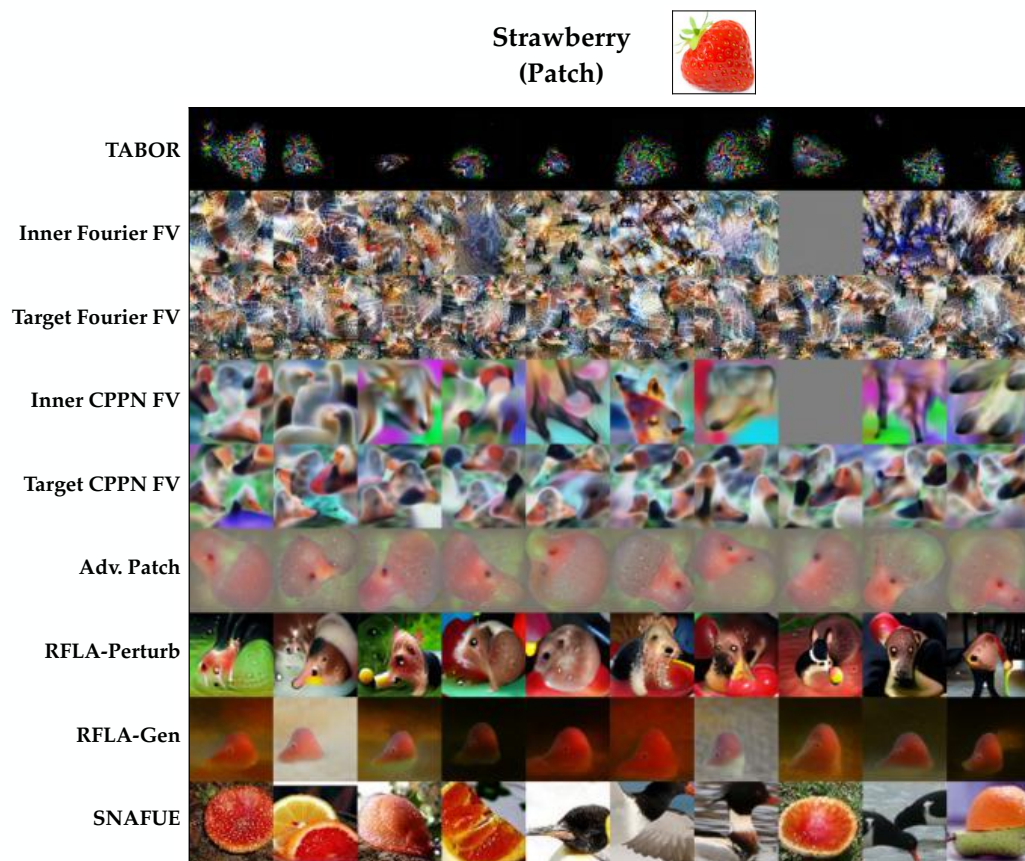 Strawberry
(Patch)
TABOR
Inner Fourier FV
Target Fourier FV
Inner CPPN FV
Target CPPN FV
Adv. Patch
RFLA-Perturb
RFLA-Gen
SNAFUE